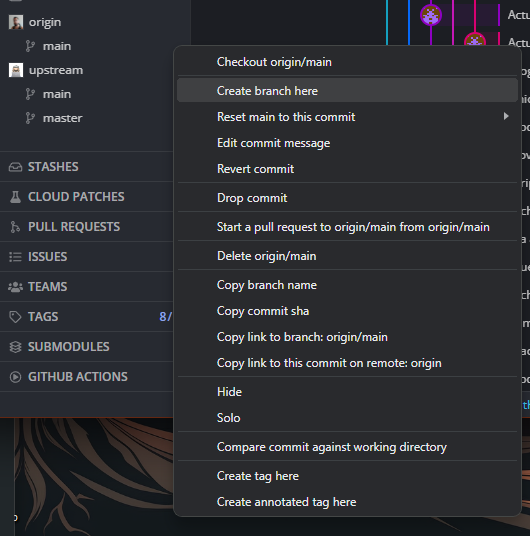 origin
main
upstream
main
master
STASHES
CLOUD PATCHES
PULL REQUESTS
ISSUES
TEAMS
TAGS 8/
SUBMODULES
GITHUB ACTIONS
Checkout origin/main
Create branch here
Reset main to this commit
Edit commit message
Revert commit
Drop commit
Start a pull request to origin/main from origin/main
Delete origin/main
Copy branch name
Copy commit sha
Copy link to branch: origin/main
Copy link to this commit on remote: origin
Hide
Solo
Compare commit against working directory
Create tag here
Create annotated tag here
Actu
Actu